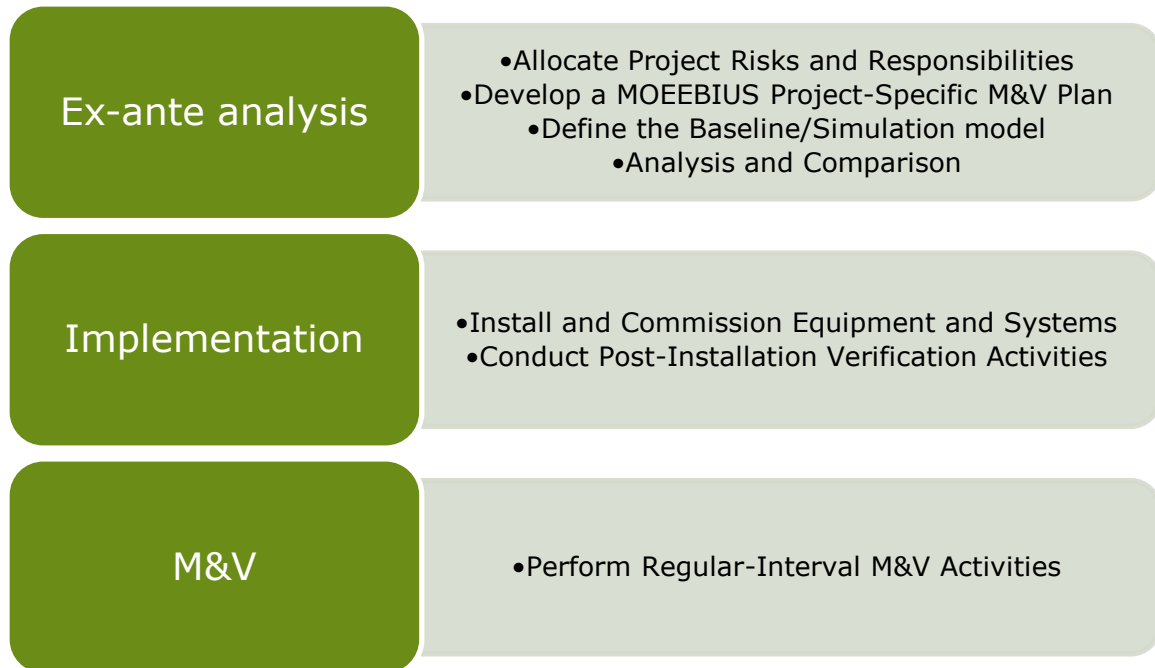 Ex-ante analysis
•Allocate Project Risks and Responsibilities
•Develop a MOEEBIUS Project-Specific M&V Plan
•Define the Baseline/Simulation model
•Analysis and Comparison
Implementation
•Install and Commission Equipment and Systems
•Conduct Post-Installation Verification Activities
M&V
•Perform Regular-Interval M&V Activities